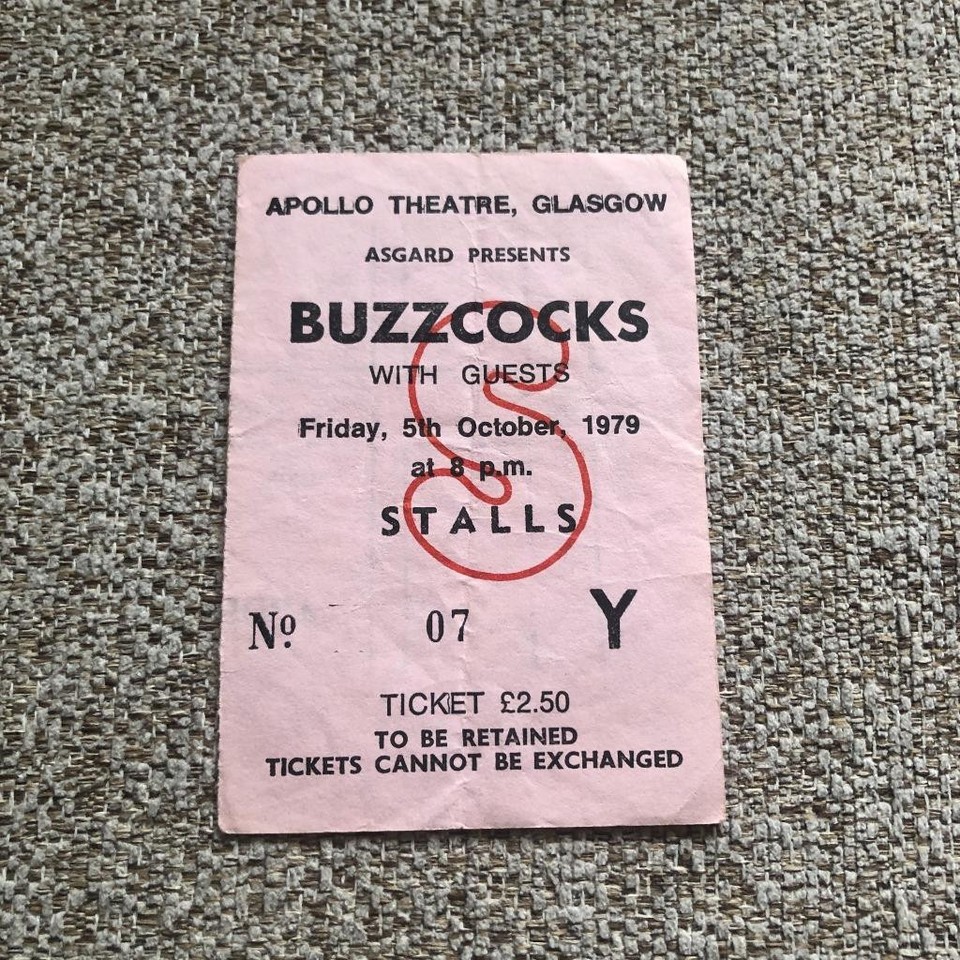 APOLLO THEATRE, GLASGOW
ASGARD PRESENTS
BUZZCOCKS
WITH GUESTS
Friday, 5th October, 1979
at 8 p.m.
S
STALLS
Nº 07 Y
TICKET £2.50
TO BE RETAINED
TICKETS CANNOT BE EXCHANGED